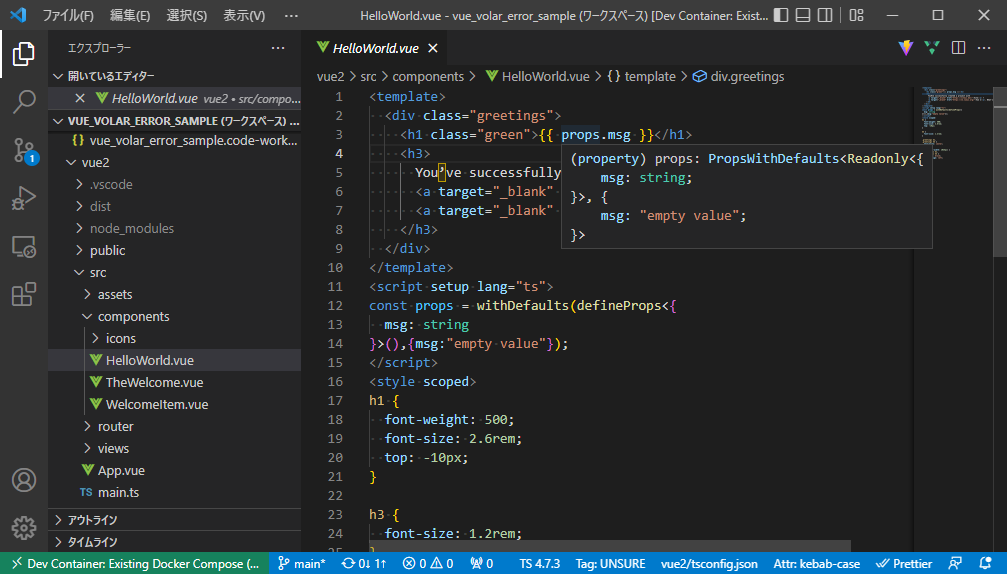 ファイル(F) 編集(E) 選択(S) 表示(V) ··· HelloWorld.vue - vue_volar_error_sample (ワークスペース) [Dev Container: Exist...
エクスプローラー ···
開いているエディター
HelloWorld.vue vue2 • src/compo...
VUE_VOLAR_ERROR_SAMPLE (ワークスペース) ...
{} vue_volar_error_sample.code-work...
1
vue2
.vscode
dist
node_modules
public
src
assets
components
icons
HelloWorld.vue
TheWelcome.vue
WelcomeItem.vue
router
views
App.vue
TS main.ts
アウトライン
タイムライン
HelloWorld.vue
vue2 > src > components > HelloWorld.vue > {} template > div.greetings
1 <template>
2 <div class="greetings">
3 <h1 class="green">{{ props.msg }}</h1>
4 <h3>
5 You’ve successfully
6 <a target="_blank"
7 <a target="_blank"
8 </h3>
9 </div>
10 </template>
11 <script setup lang="ts">
12 const props = withDefaults(defineProps<{
13 msg: string
14 }>(),{msg:"empty value"});
15 </script>
16 <style scoped>
17 h1 {
18 font-weight: 500;
19 font-size: 2.6rem;
20 top: -10px;
21 }
22
23 h3 {
24 font-size: 1.2rem;
(property) props: PropsWithDefaults<Readonly<{
msg: string;
}>, {
msg: "empty value";
}>
Dev Container: Existing Docker Compose (... main* 0↓ 1↑ 0 0 0 TS 4.7.3 Tag: UNSURE vue2/tsconfig.json Attr: kebab-case Prettier